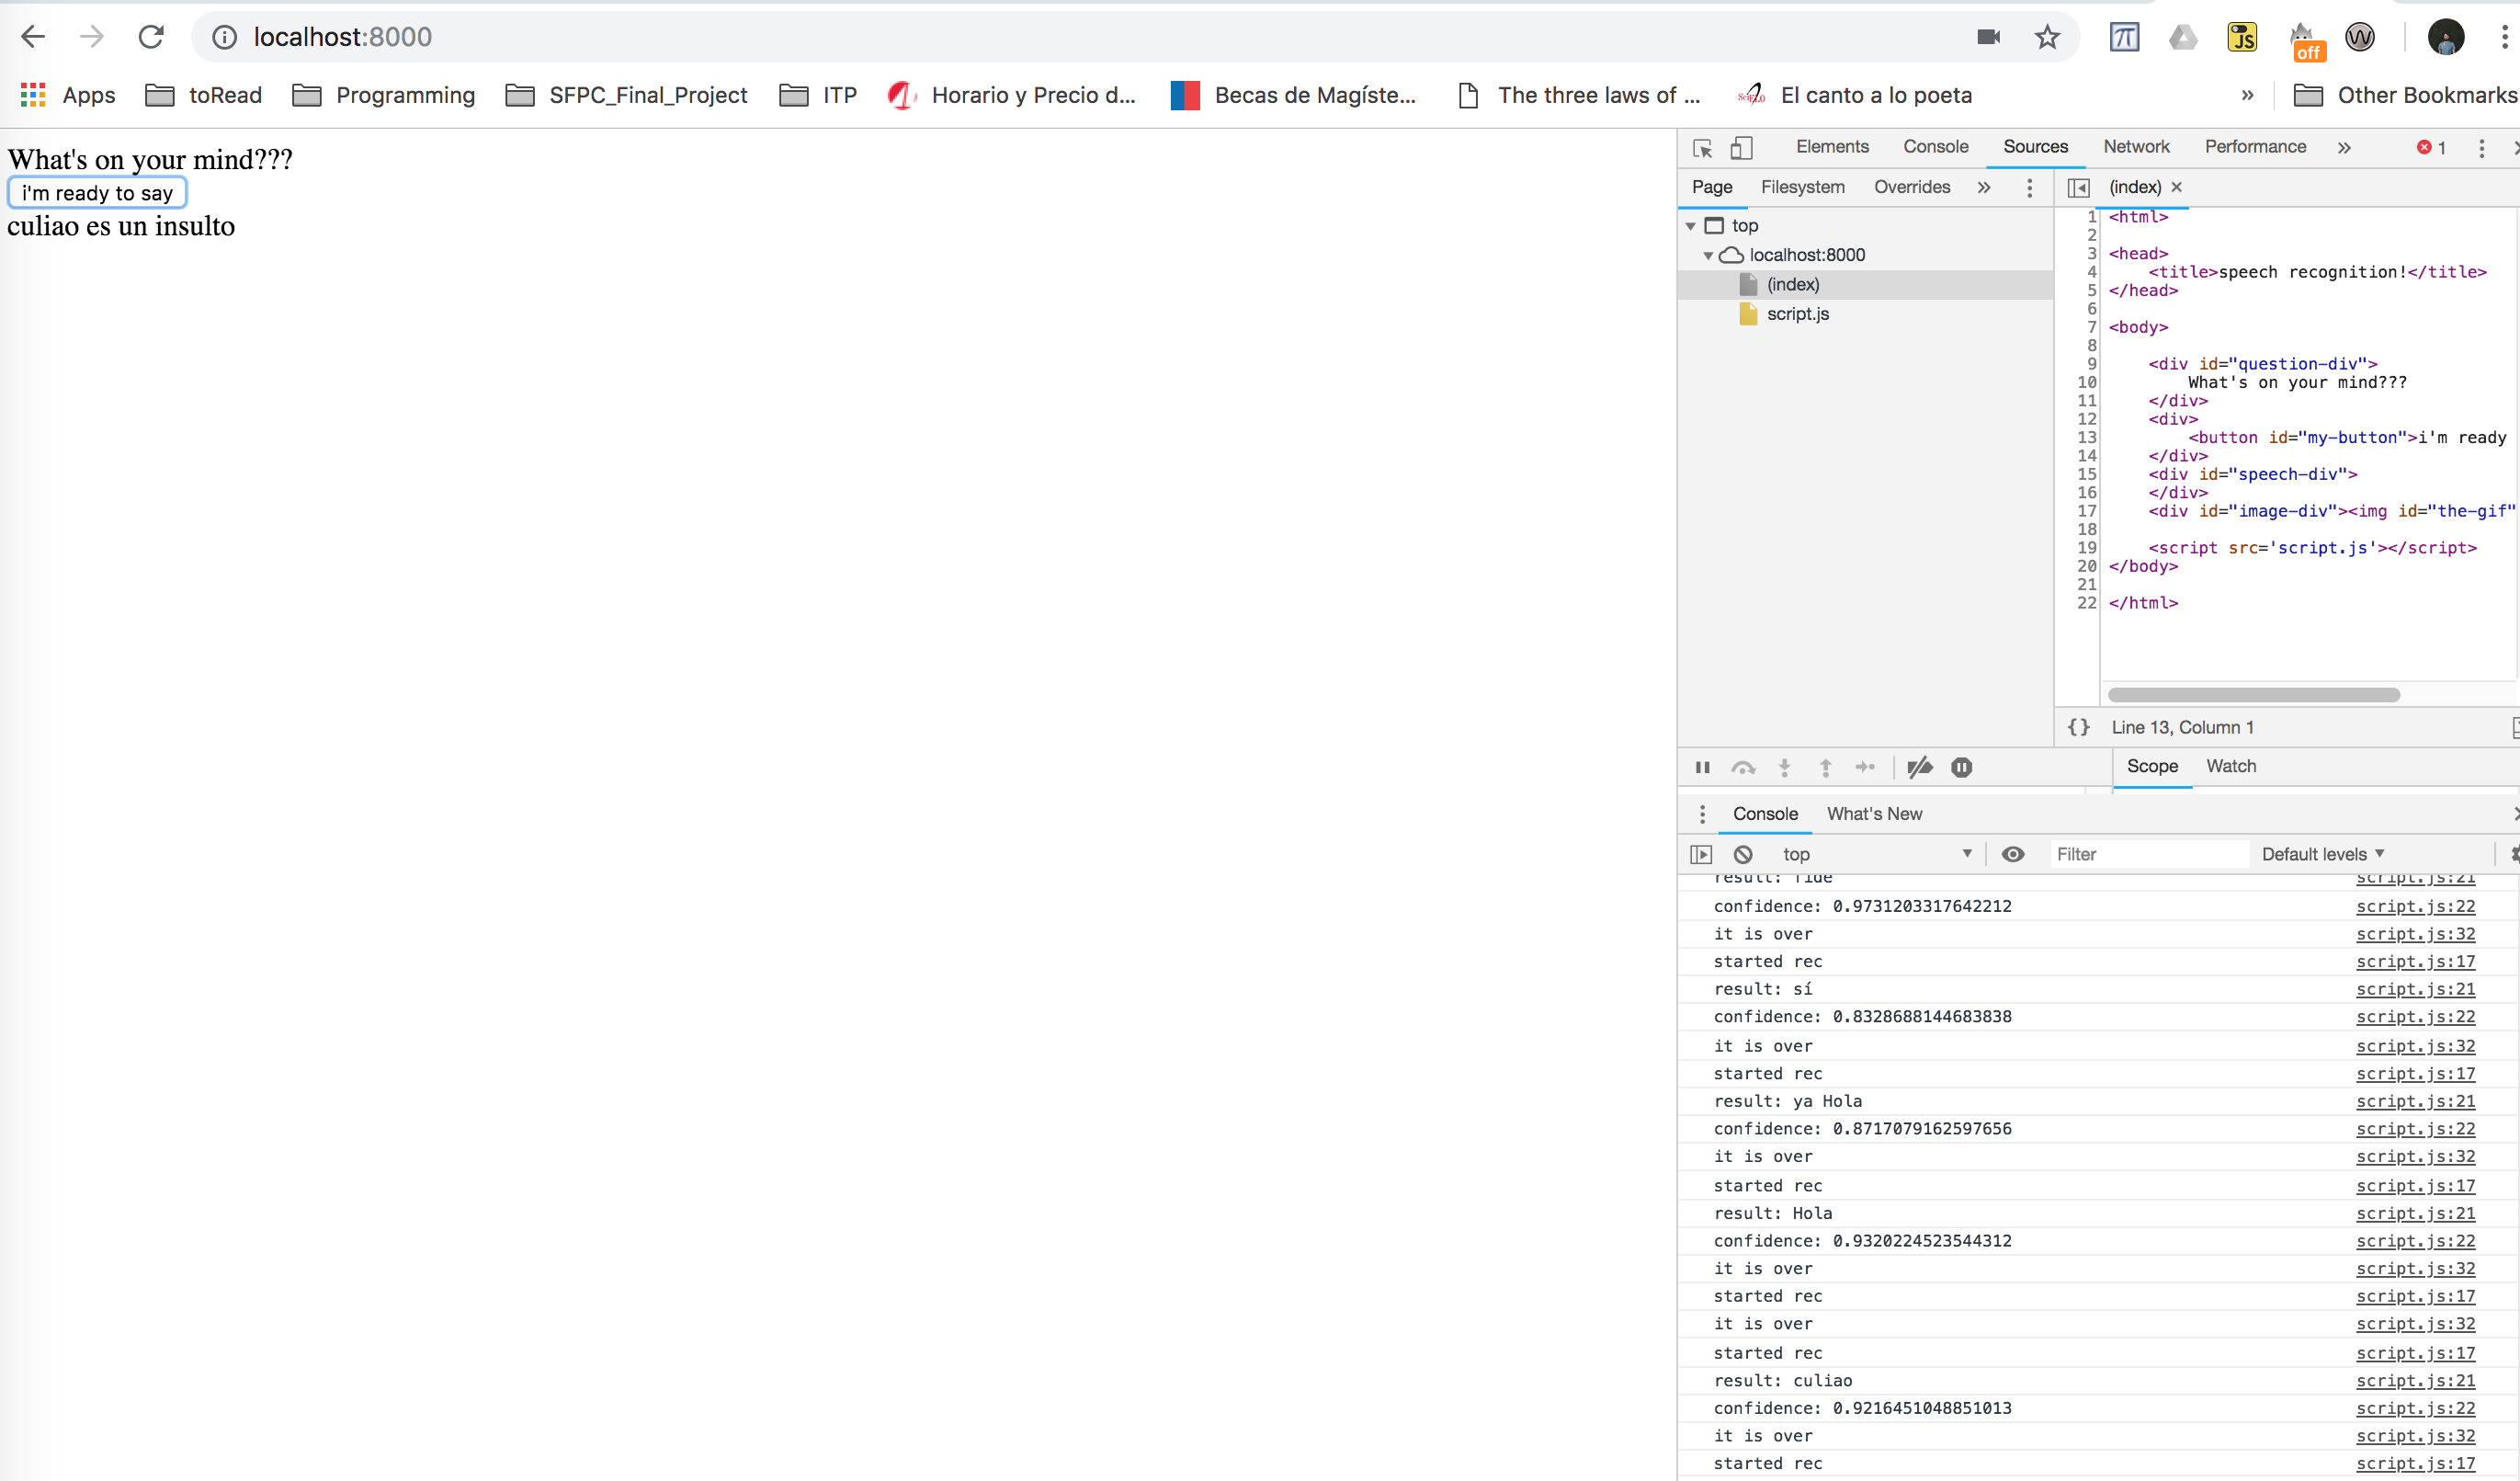 localhost:8000
off
JS
Apps toRead Programming SFPC_Final_Project ITP Horario y Precio d... Becas de Magíste... The three laws of ... El canto a lo poeta » Other Bookmarks
What's on your mind???
i'm ready to say
culiao es un insulto
Elements Console Sources Network Performance » 1
Page Filesystem Overrides »
top
localhost:8000
(index)
script.js
(index) ×
1 <html>
2
3 <head>
4 <title>speech recognition!</title>
5 </head>
6
7 <body>
8
9 <div id="question-div">
10 What's on your mind???
11 </div>
12 <div>
13 <button id="my-button">i'm ready
14 </div>
15 <div id="speech-div">
16 </div>
17 <div id="image-div"><img id="the-gif"
18
19 <script src='script.js'></script>
20 </body>
21
22 </html>
{} Line 13, Column 1
Scope Watch
Console What's New
top Filter Default levels
result: fide script.js:21
confidence: 0.9731203317642212 script.js:22
it is over script.js:32
started rec script.js:17
result: sí script.js:21
confidence: 0.8328688144683838 script.js:22
it is over script.js:32
started rec script.js:17
result: ya Hola script.js:21
confidence: 0.8717079162597656 script.js:22
it is over script.js:32
started rec script.js:17
result: Hola script.js:21
confidence: 0.9320224523544312 script.js:22
it is over script.js:32
started rec script.js:17
it is over script.js:32
started rec script.js:17
result: culiao script.js:21
confidence: 0.9216451048851013 script.js:22
it is over script.js:32
started rec script.js:17